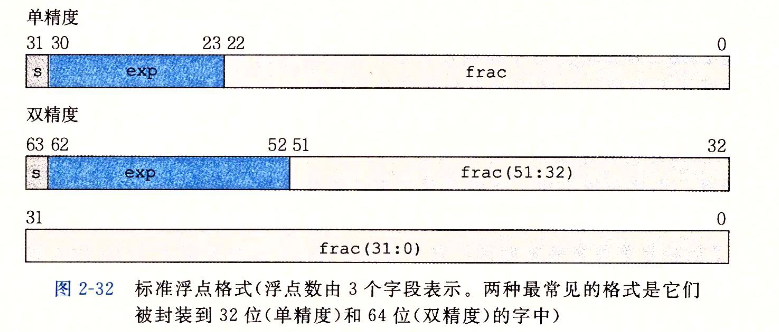 单精度
31 30 23 22 0
s exp frac
双精度
63 62 52 51 32
s exp frac(51:32)
31 0
frac(31:0)
图 2-32 标准浮点格式(浮点数由 3 个字段表示。两种最常见的格式是它们
被封装到 32 位(单精度)和 64 位(双精度)的字中)